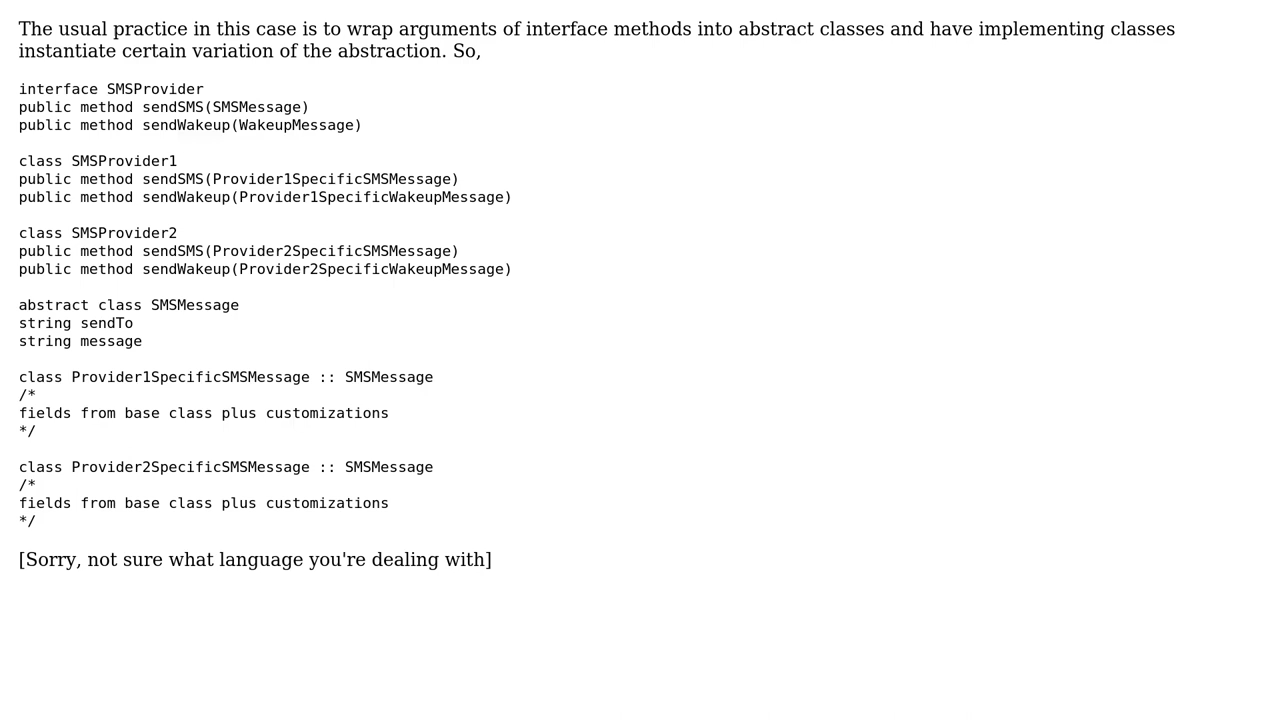 The usual practice in this case is to wrap arguments of interface methods into abstract classes and have implementing classes
instantiate certain variation of the abstraction. So,
interface SMSProvider
public method sendSMS(SMSMessage)
public method sendWakeup(WakeupMessage)
class SMSProvider1
public method sendSMS(Provider1SpecificSMSMessage)
public method sendWakeup(Provider1SpecificWakeupMessage)
class SMSProvider2
public method sendSMS(Provider2SpecificSMSMessage)
public method sendWakeup(Provider2SpecificWakeupMessage)
abstract class SMSMessage
string sendTo
string message
class Provider1SpecificSMSMessage :: SMSMessage
/*
fields from base class plus customizations
*/
class Provider2SpecificSMSMessage :: SMSMessage
/*
fields from base class plus customizations
*/
[Sorry, not sure what language you're dealing with]